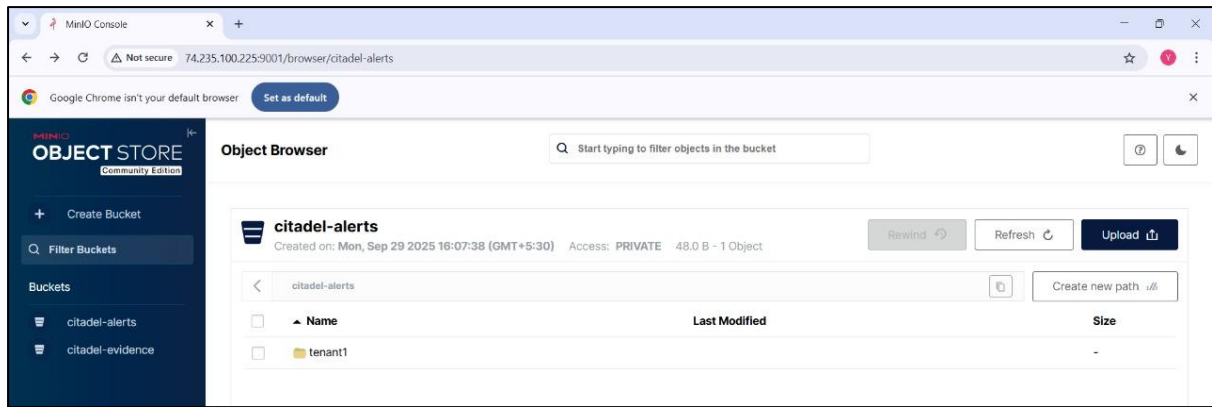 MinIO Console
Not secure 74.235.100.225:9001/browser/citadel-alerts
Y
Google Chrome isn't your default browser Set as default
MINIO
OBJECT STORE
Community Edition
Create Bucket
Filter Buckets
Buckets
citadel-alerts
citadel-evidence
Object Browser
Start typing to filter objects in the bucket
citadel-alerts
Created on: Mon, Sep 29 2025 16:07:38 (GMT+5:30) Access: PRIVATE 48.0 B - 1 Object
Rewind Refresh Upload
citadel-alerts
Create new path
Name Last Modified Size
tenant1 -